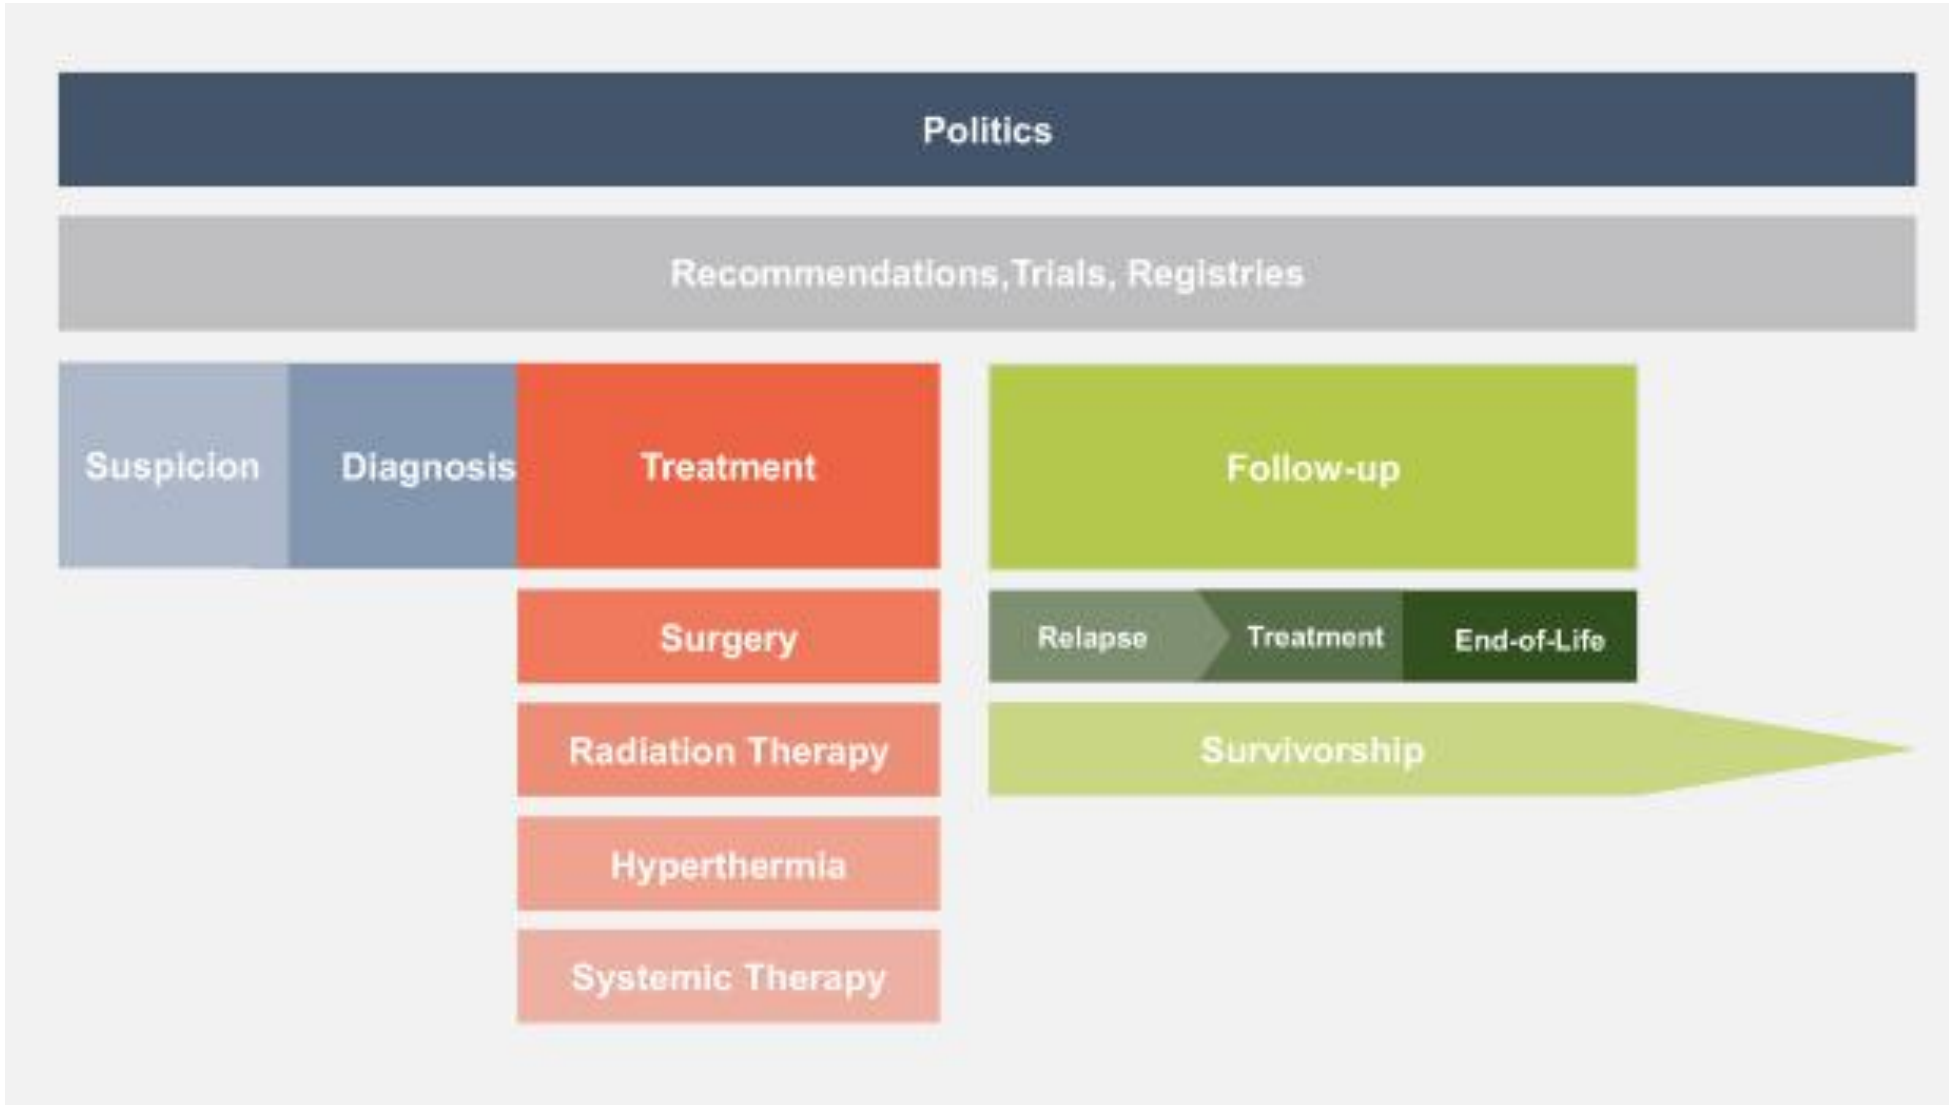 Politics
Recommendations,Trials, Registries
Suspicion
Diagnosis
Treatment
Follow-up
Surgery
Relapse
Treatment
End-of-Life
Radiation Therapy
Survivorship
Hyperthermia
Systemic Therapy